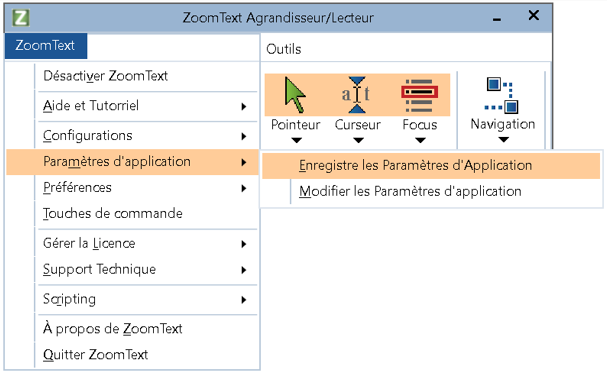 ZoomText Agrandisseur/Lecteur
ZoomText
Outils
Désactiver ZoomText
Aide et Tutorriel
Configurations
Paramètres d'application
Préférences
Touches de commande
Gérer la Licence
Support Technique
Scripting
À propos de ZoomText
Quitter ZoomText
Pointeur
Curseur
Focus
Navigation
Enregistre les Paramètres d'Application
Modifier les Paramètres d'application